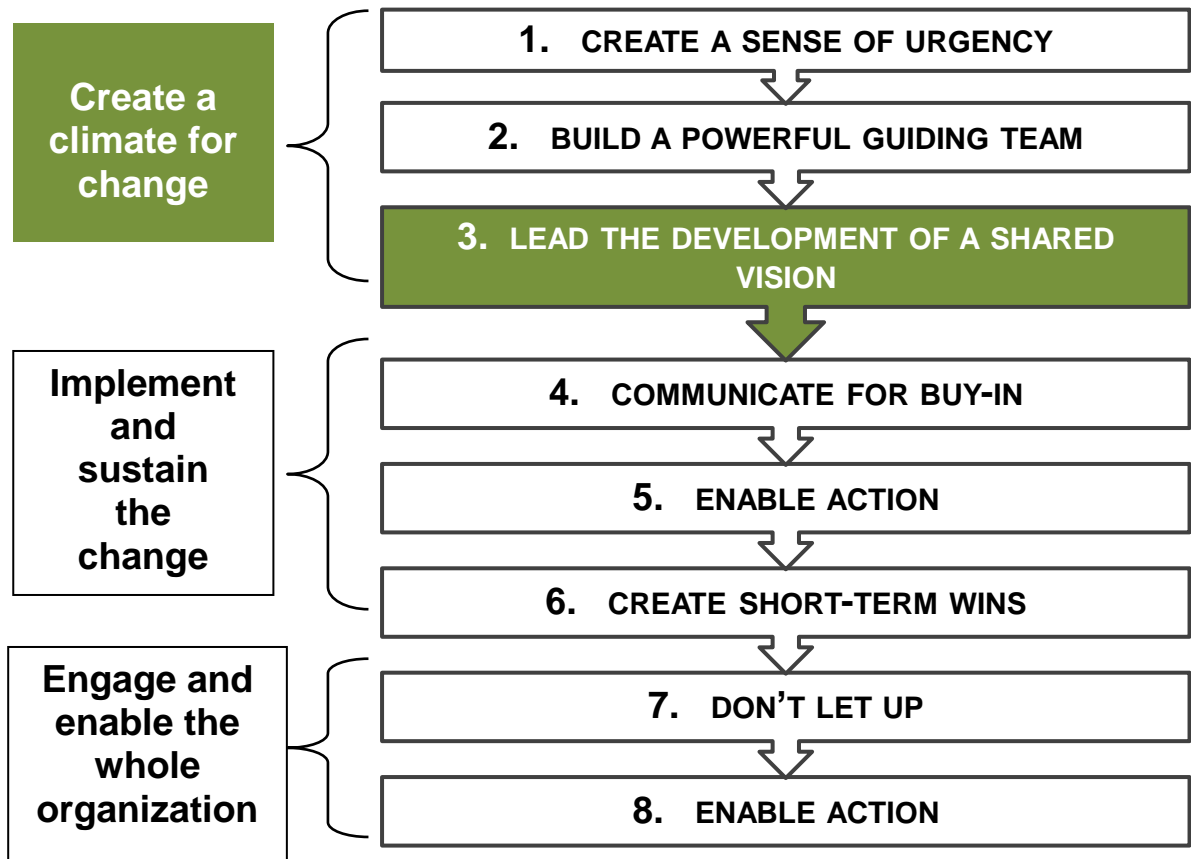 Create a
climate for
change
1. CREATE A SENSE OF URGENCY
2. BUILD A POWERFUL GUIDING TEAM
3. LEAD THE DEVELOPMENT OF A SHARED
VISION
Implement
and
sustain
the
change
4. COMMUNICATE FOR BUY-IN
5. ENABLE ACTION
6. CREATE SHORT-TERM WINS
Engage and
enable the
whole
organization
7. DON’T LET UP
8. ENABLE ACTION